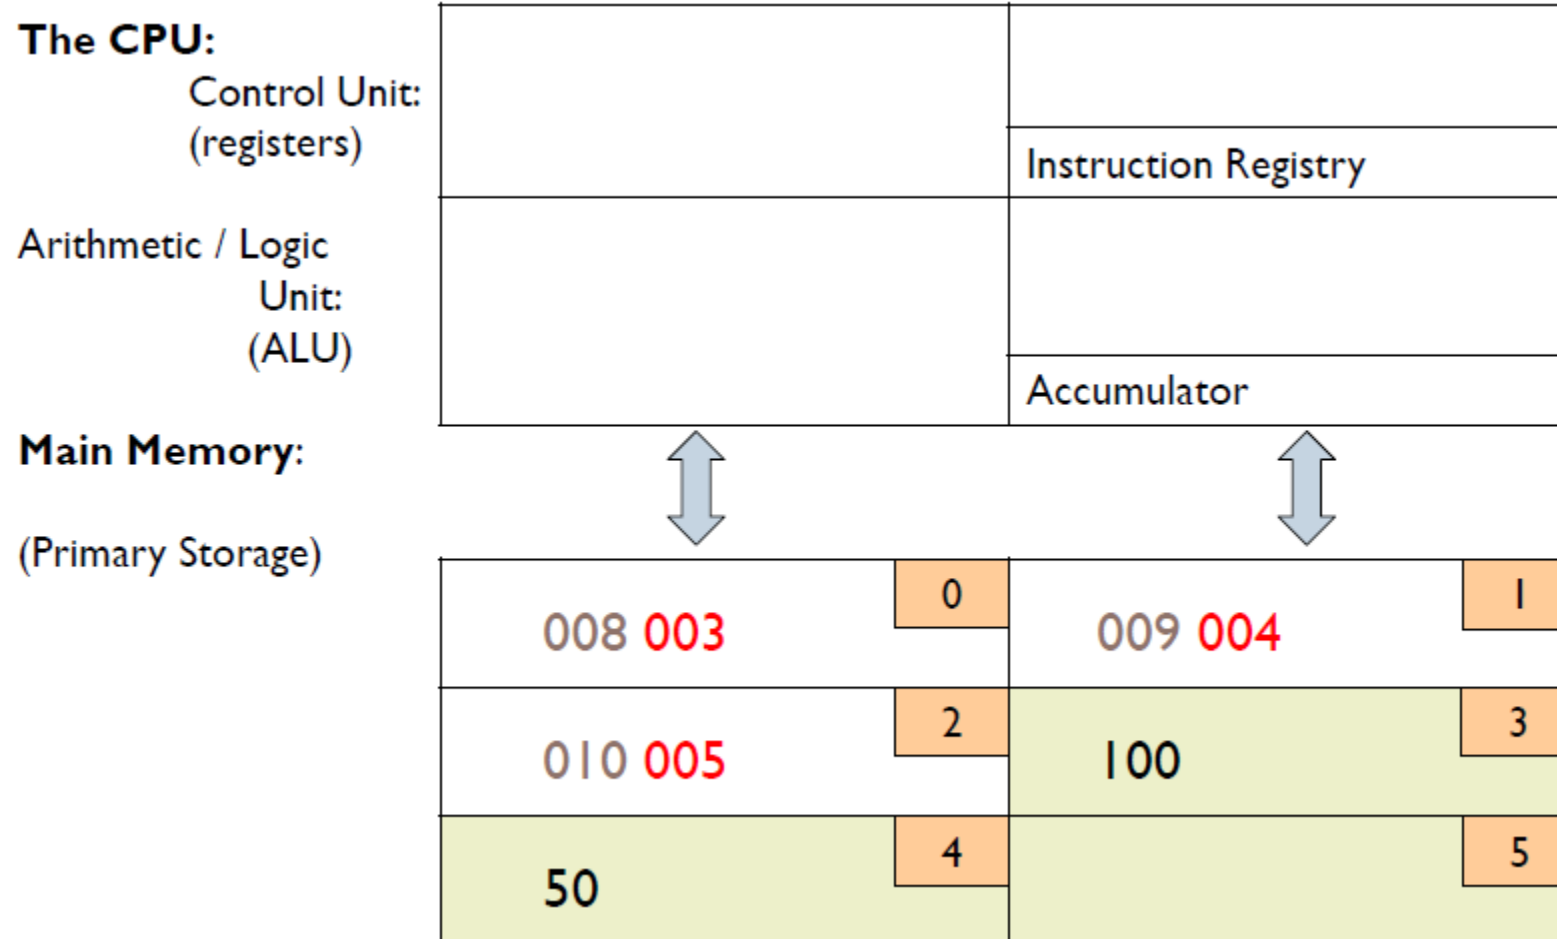 The CPU:
Control Unit:
(registers)
Instruction Registry
Arithmetic / Logic
Unit:
(ALU)
Accumulator
Main Memory:
(Primary Storage)
008 003
0
009 004
1
010 005
2
100
3
50
4
5